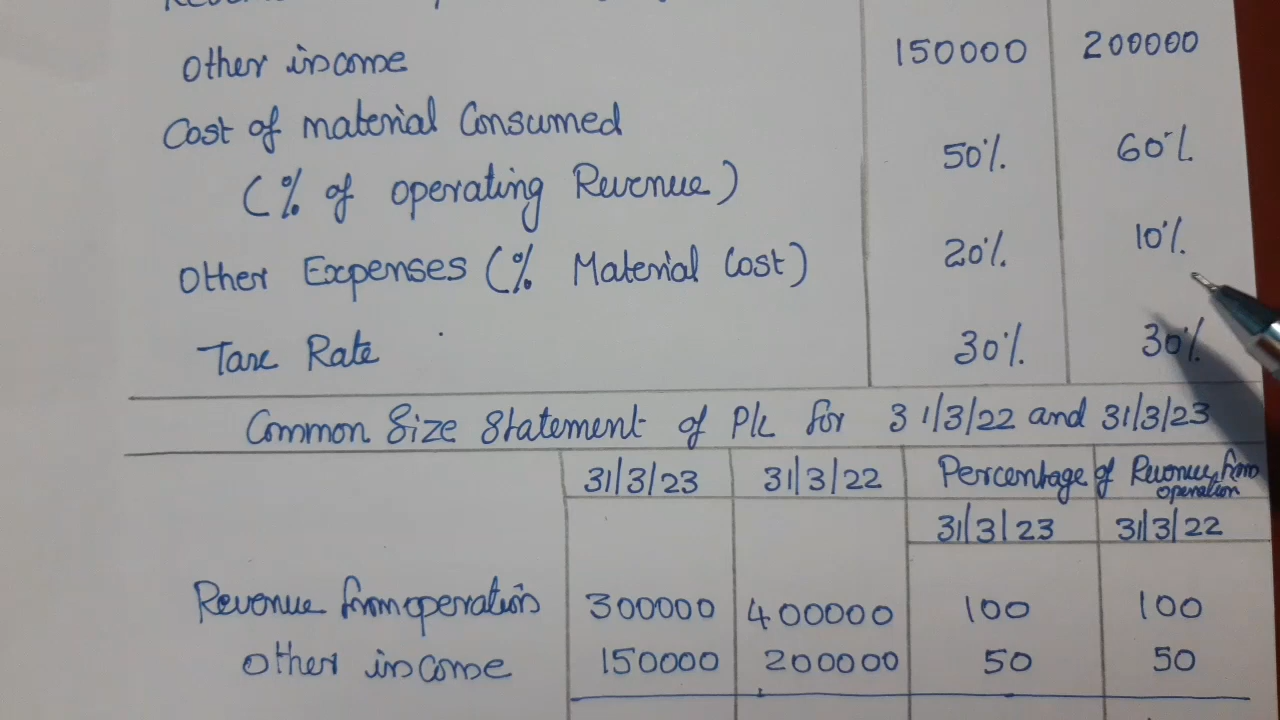 Other income 150000 200000
Cost of material Consumed
(% of operating Revenue) 50% 60%
Other Expenses (% Material Cost) 20% 10%
Tax Rate 30% 30%
Common Size Statement of P/L for 31/3/22 and 31/3/23
31/3/23 31/3/22 Percentage of Revenue from operation
31/3/23 31/3/22
Revenue from operation 300000 400000 100 100
Other income 150000 200000 50 50